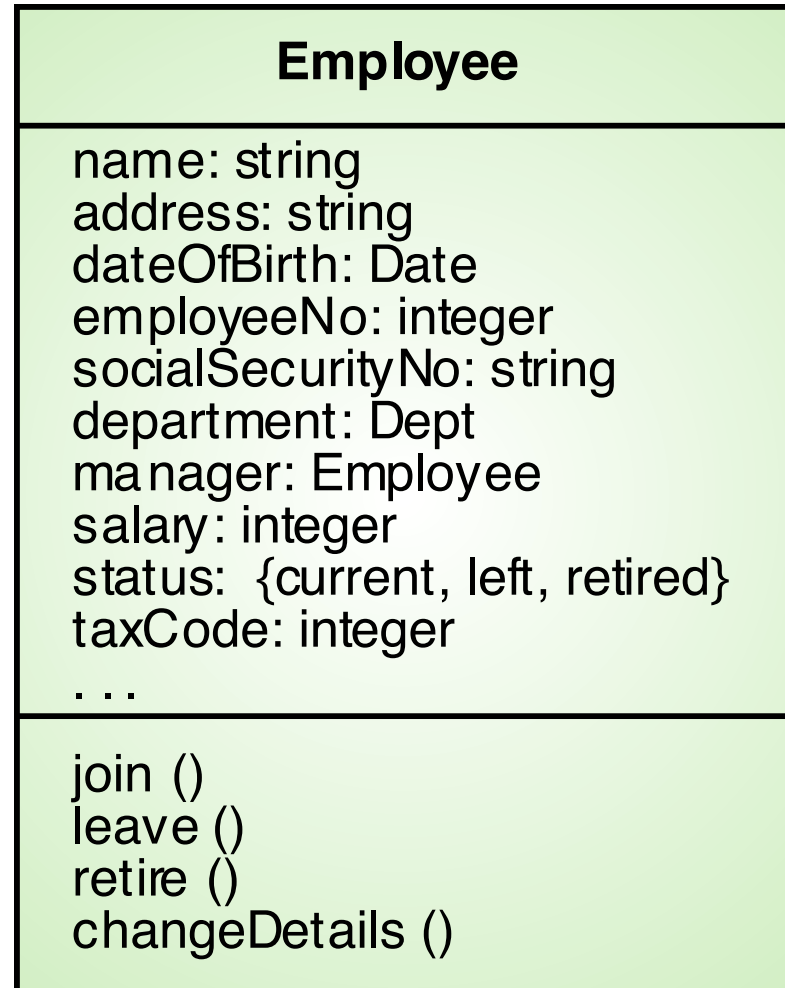 Employee
name: string
address: string
dateOfBirth: Date
employeeNo: integer
socialSecurityNo: string
department: Dept
manager: Employee
salary: integer
status: {current, left, retired}
taxCode: integer
. . .
join ()
leave ()
retire ()
changeDetails ()